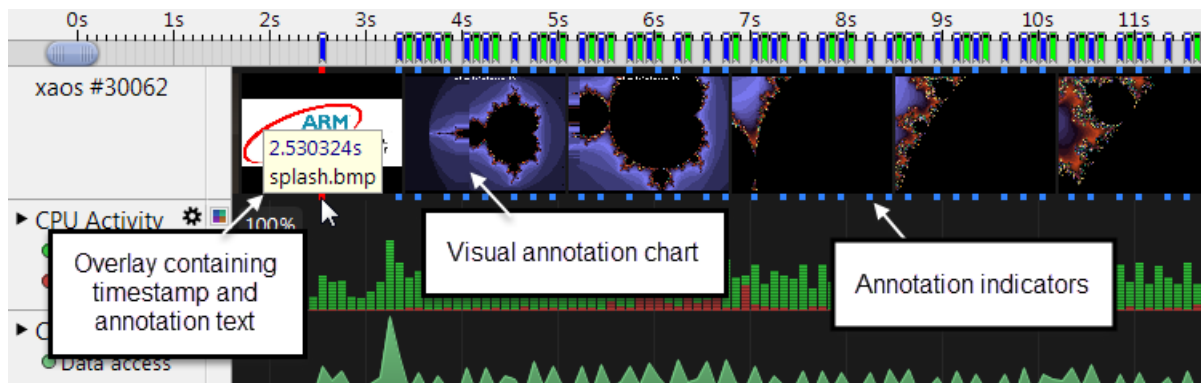 0s 1s 2s 3s 4s 5s 6s 7s 8s 9s 10s 11s
xaos #30062
ARM
2.530324s
splash.bmp
CPU Activity
100%
Overlay containing
timestamp and
annotation text
Visual annotation chart
Annotation indicators
C
Data access